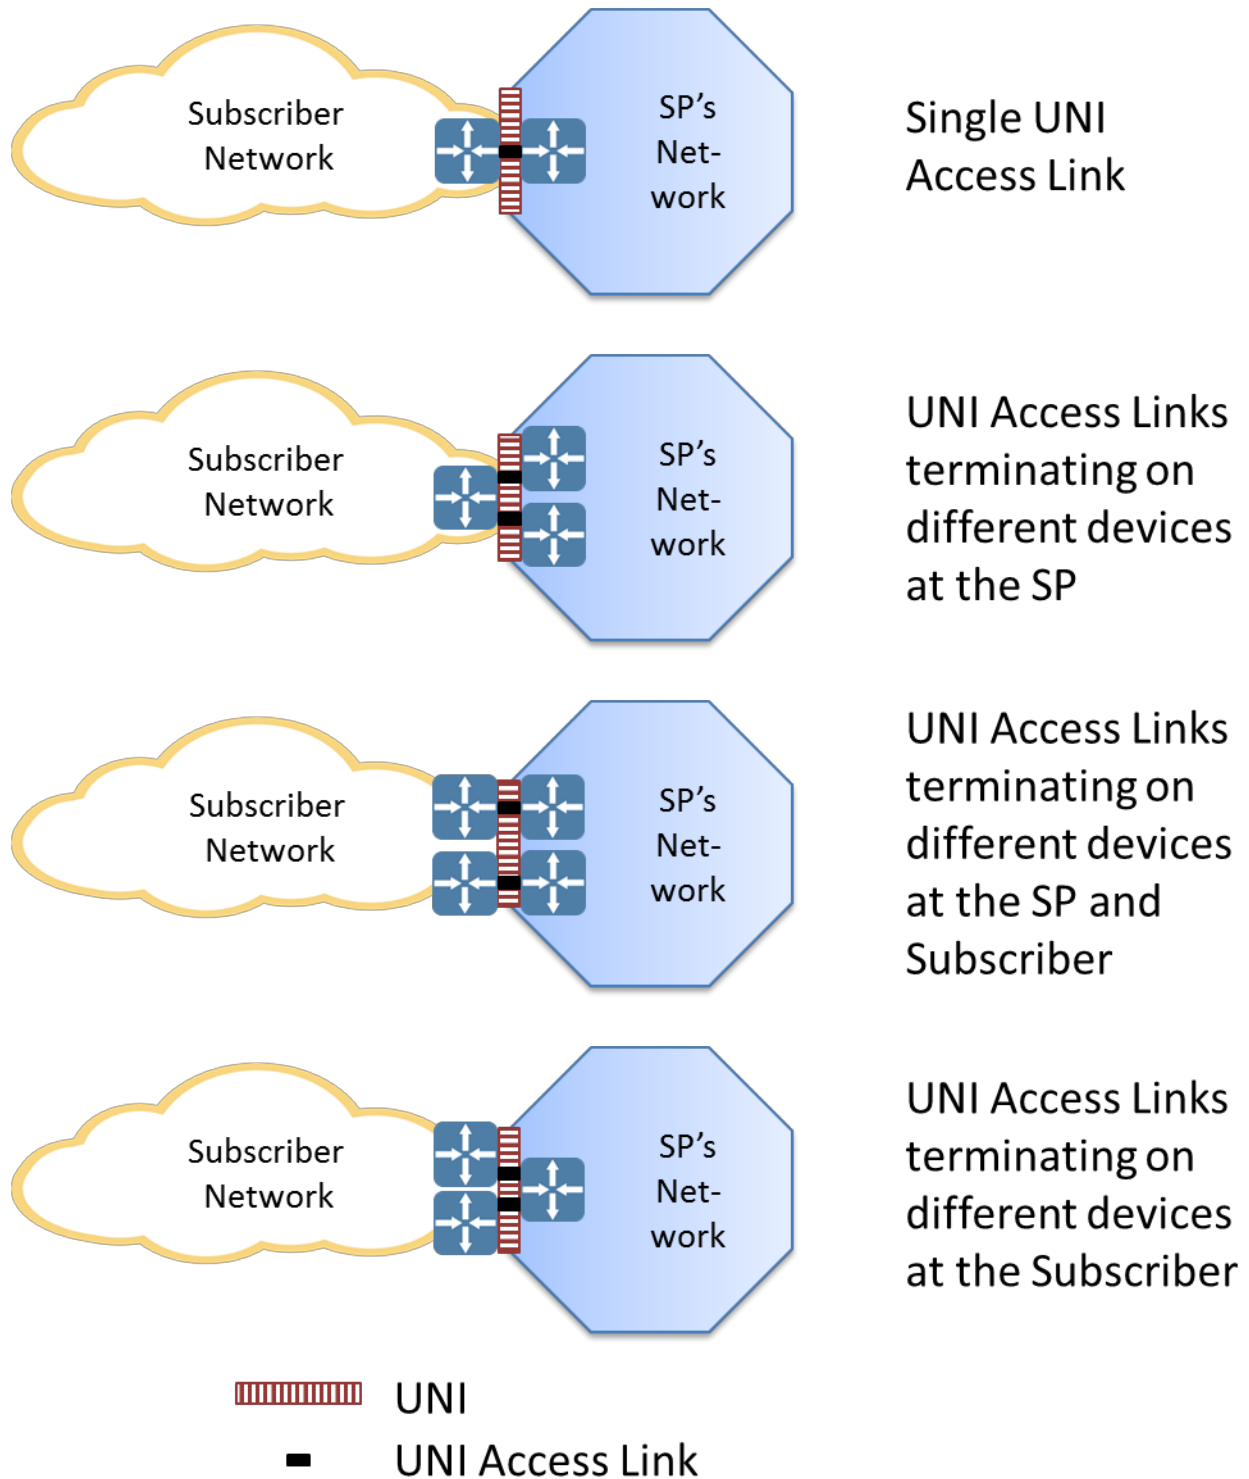 Subscriber
Network
SP's
Net-
work
Single UNI
Access Link
Subscriber
Network
SP's
Net-
work
UNI Access Links
terminating on
different devices
at the SP
Subscriber
Network
SP's
Net-
work
UNI Access Links
terminating on
different devices
at the SP and
Subscriber
Subscriber
Network
SP's
Net-
work
UNI Access Links
terminating on
different devices
at the Subscriber
UNI
UNI Access Link